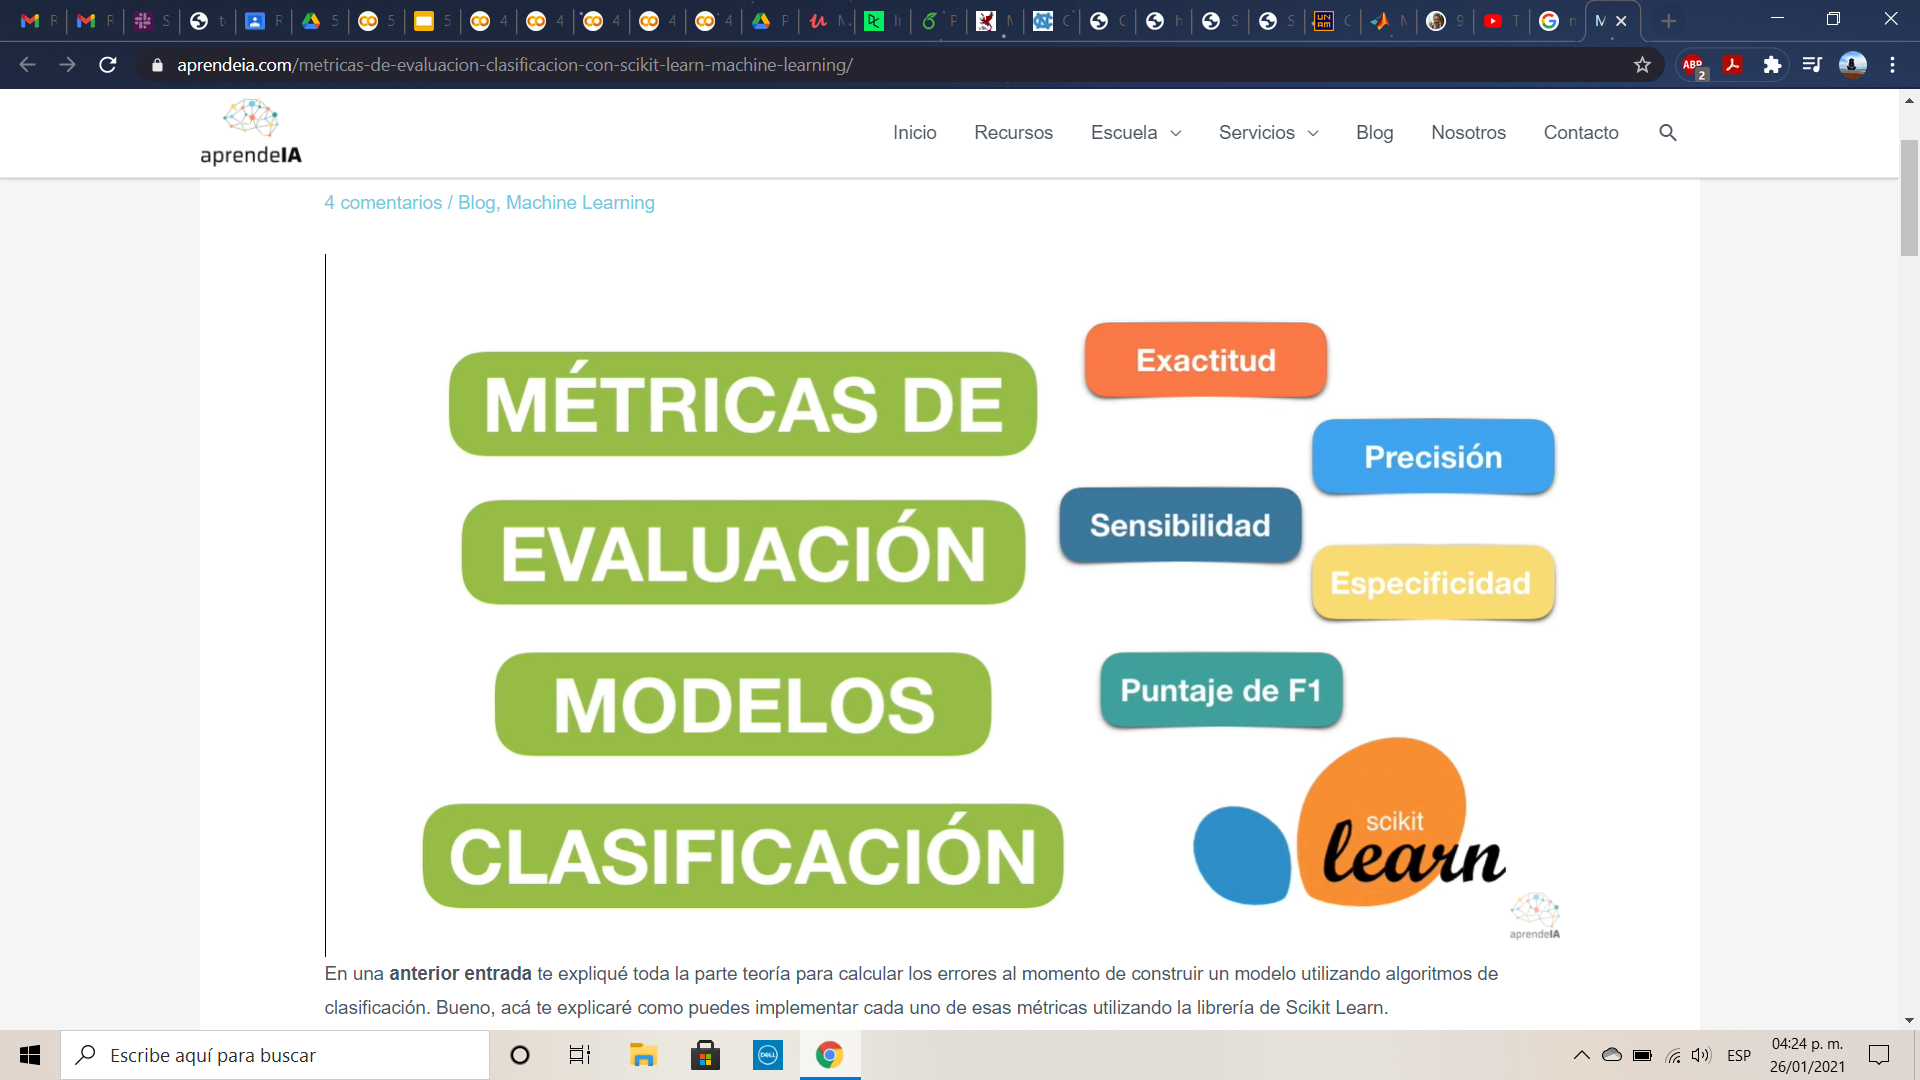 aprendeia.com/metricas-de-evaluacion-clasificacion-con-scikit-learn-machine-learning/
ABP
2
aprendeIA
Inicio Recursos Escuela Servicios Blog Nosotros Contacto
4 comentarios / Blog, Machine Learning
MÉTRICAS DE
EVALUACIÓN
MODELOS
CLASIFICACIÓN
Exactitud
Precisión
Sensibilidad
Especificidad
Puntaje de F1
scikit
learn
aprendeIA
En una anterior entrada te expliqué toda la parte teoría para calcular los errores al momento de construir un modelo utilizando algoritmos de
clasificación. Bueno, acá te explicaré como puedes implementar cada uno de esas métricas utilizando la librería de Scikit Learn.
Escribe aquí para buscar
DELL
ESP
04:24 p. m.
26/01/2021